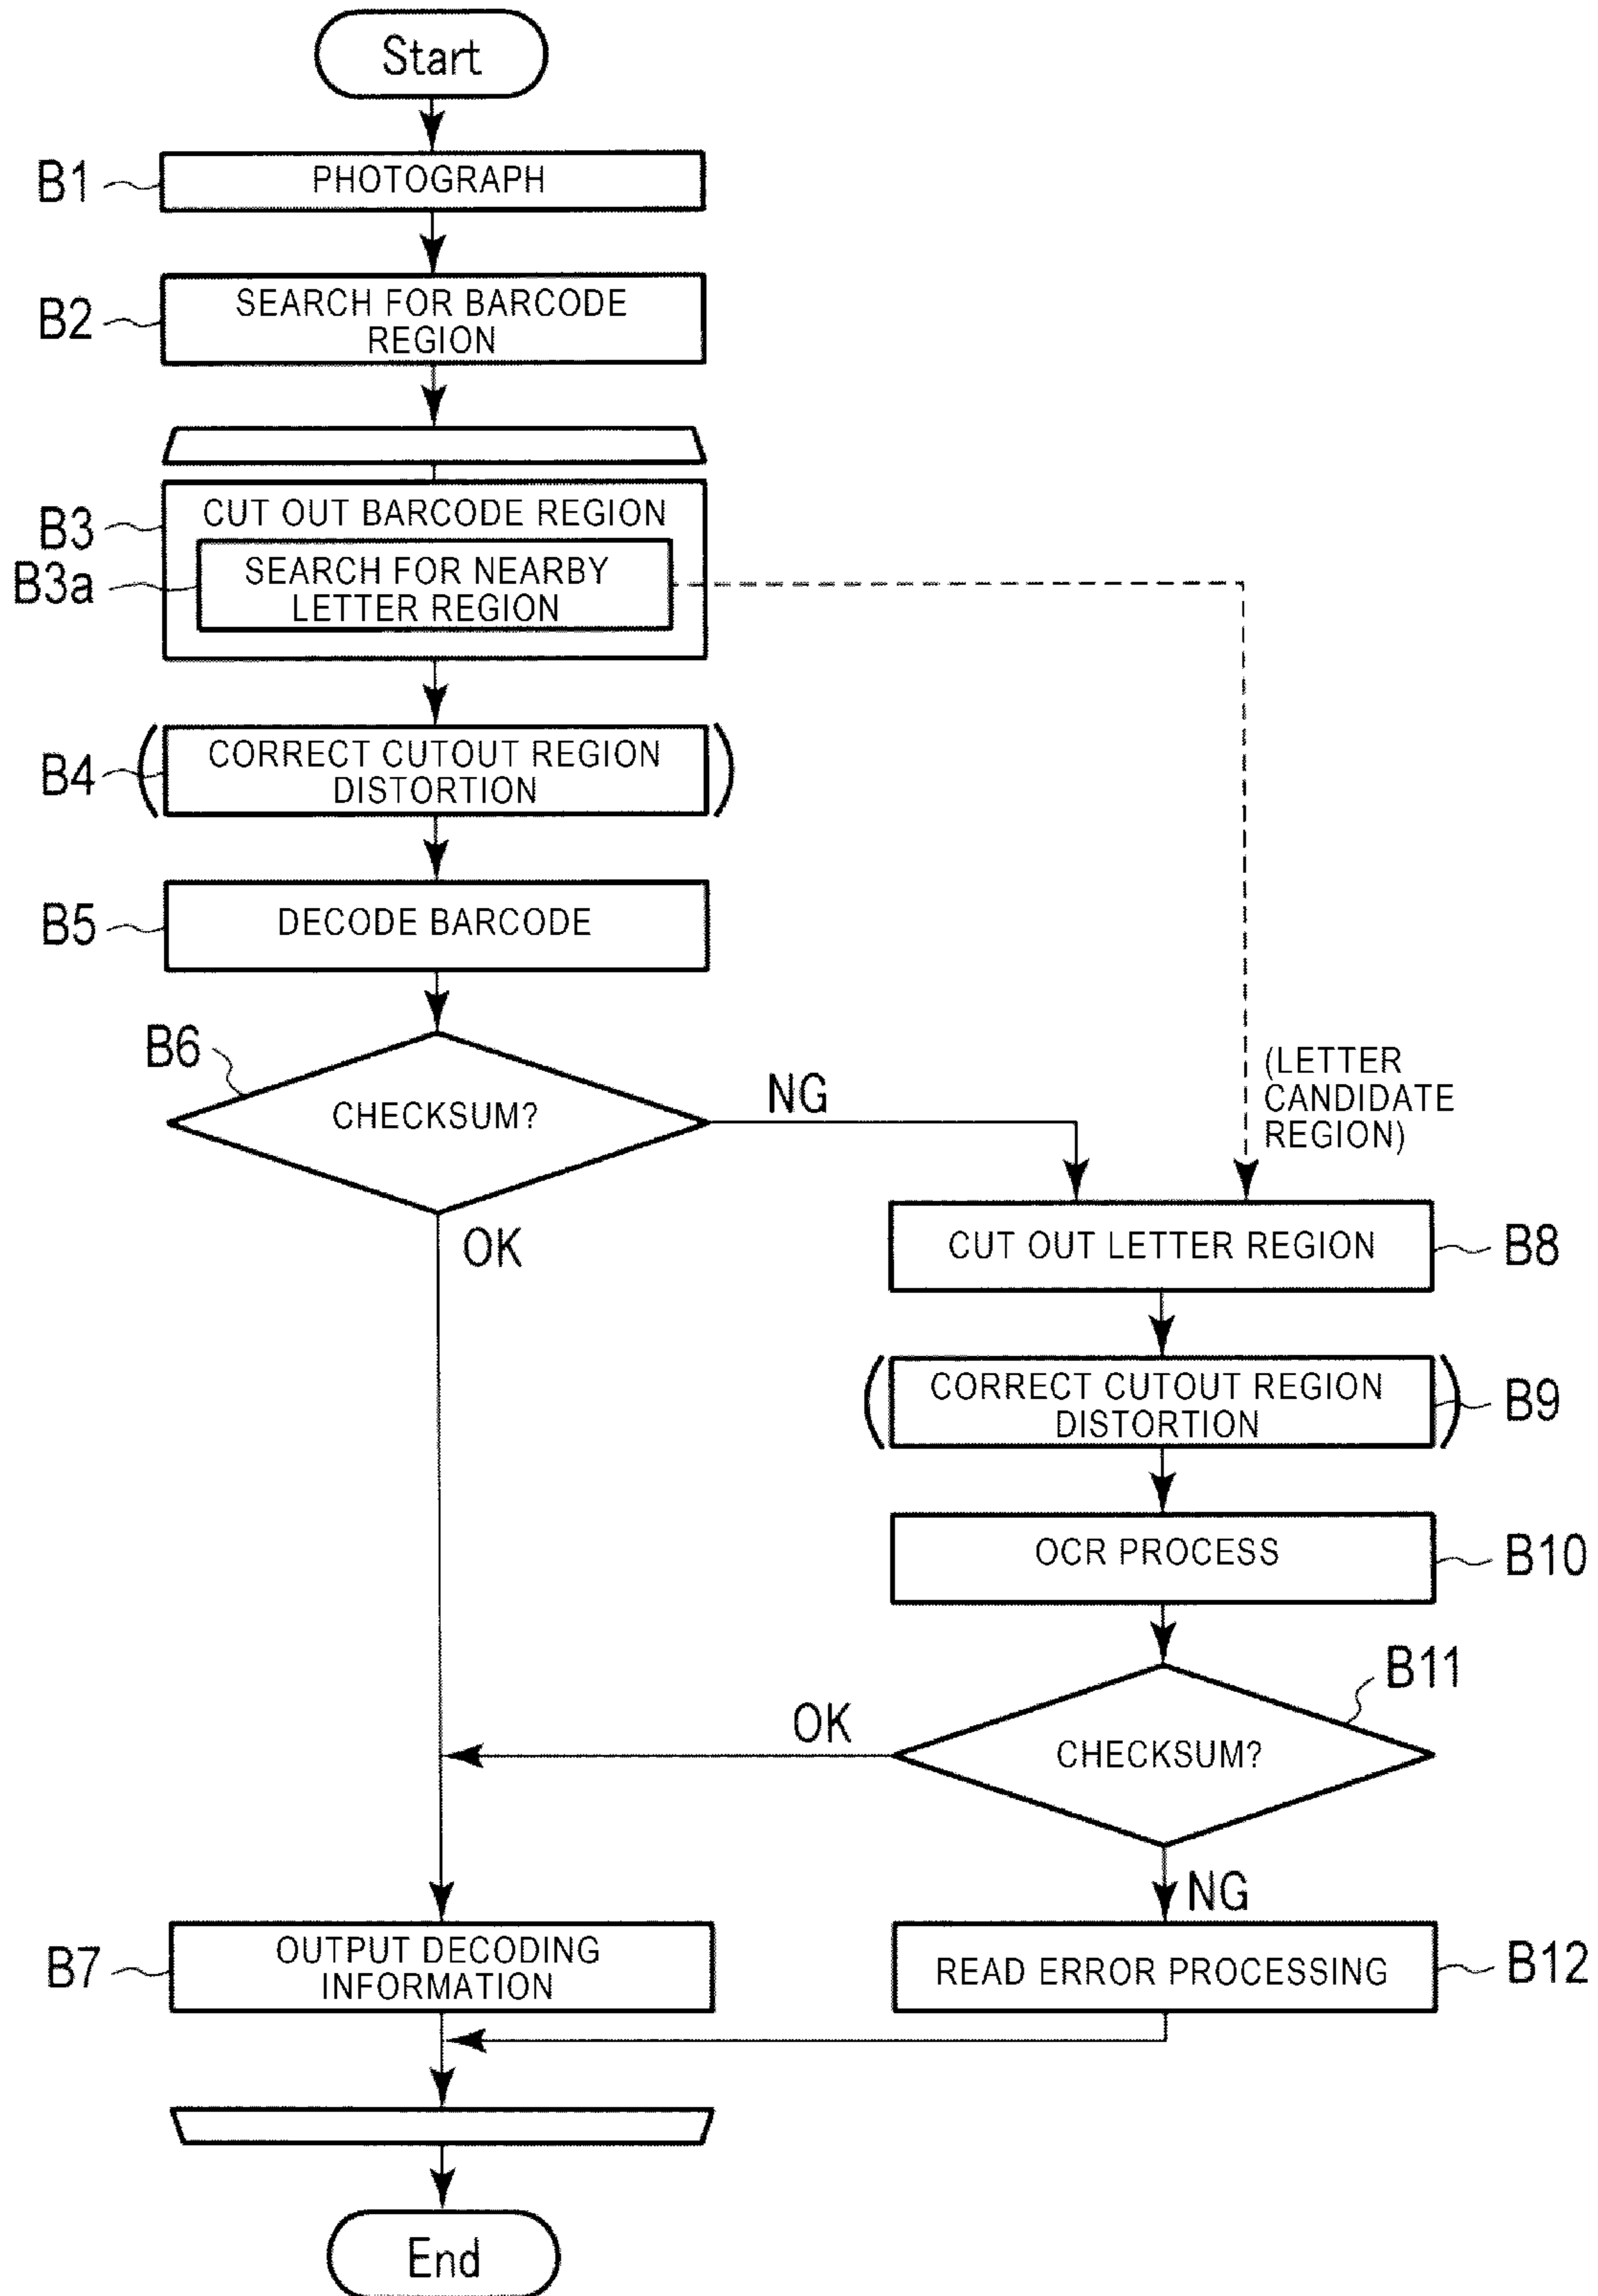 Start
B1
PHOTOGRAPH
B2
SEARCH FOR BARCODE
REGION
B3
CUT OUT BARCODE REGION
B3a
SEARCH FOR NEARBY
LETTER REGION
B4
CORRECT CUTOUT REGION
DISTORTION
B5
DECODE BARCODE
B6
CHECKSUM?
NG
OK
(LETTER
CANDIDATE
REGION)
CUT OUT LETTER REGION
B8
CORRECT CUTOUT REGION
DISTORTION
B9
OCR PROCESS
B10
B11
CHECKSUM?
OK
NG
B7
OUTPUT DECODING
INFORMATION
READ ERROR PROCESSING
B12
End